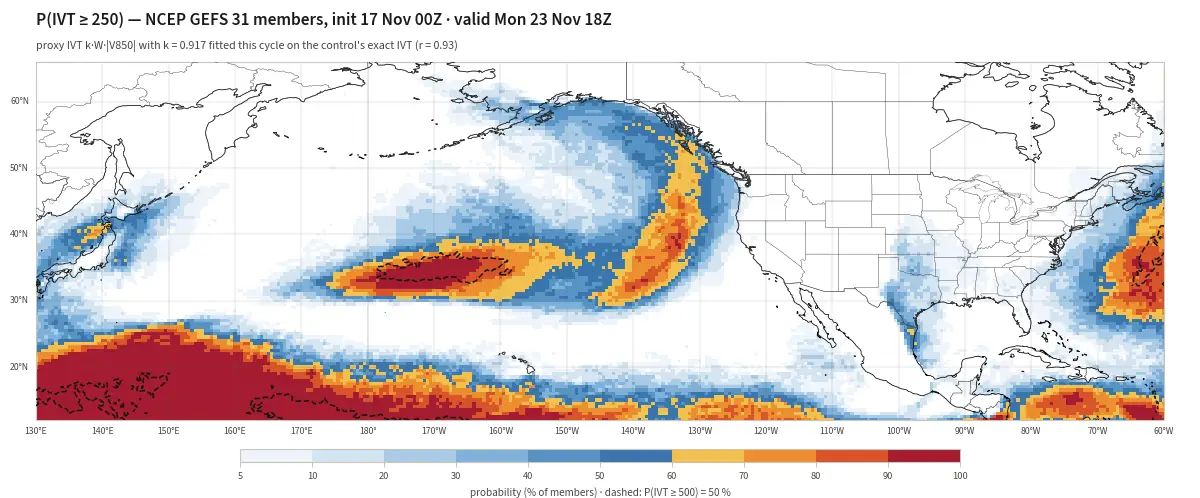 P(IVT ≥ 250) — NCEP GEFS 31 members, init 17 Nov 00Z · valid Mon 23 Nov 18Z
proxy IVT k·W·|V850| with k = 0.917 fitted this cycle on the control's exact IVT (r = 0.93)
60°N
50°N
40°N
30°N
20°N
130°E 140°E 150°E 160°E 170°E 180° 170°W 160°W 150°W 140°W 130°W 120°W 110°W 100°W 90°W 80°W 70°W 60°W
5 10 20 30 40 50 60 70 80 90 100
probability (% of members) · dashed: P(IVT ≥ 500) = 50 %